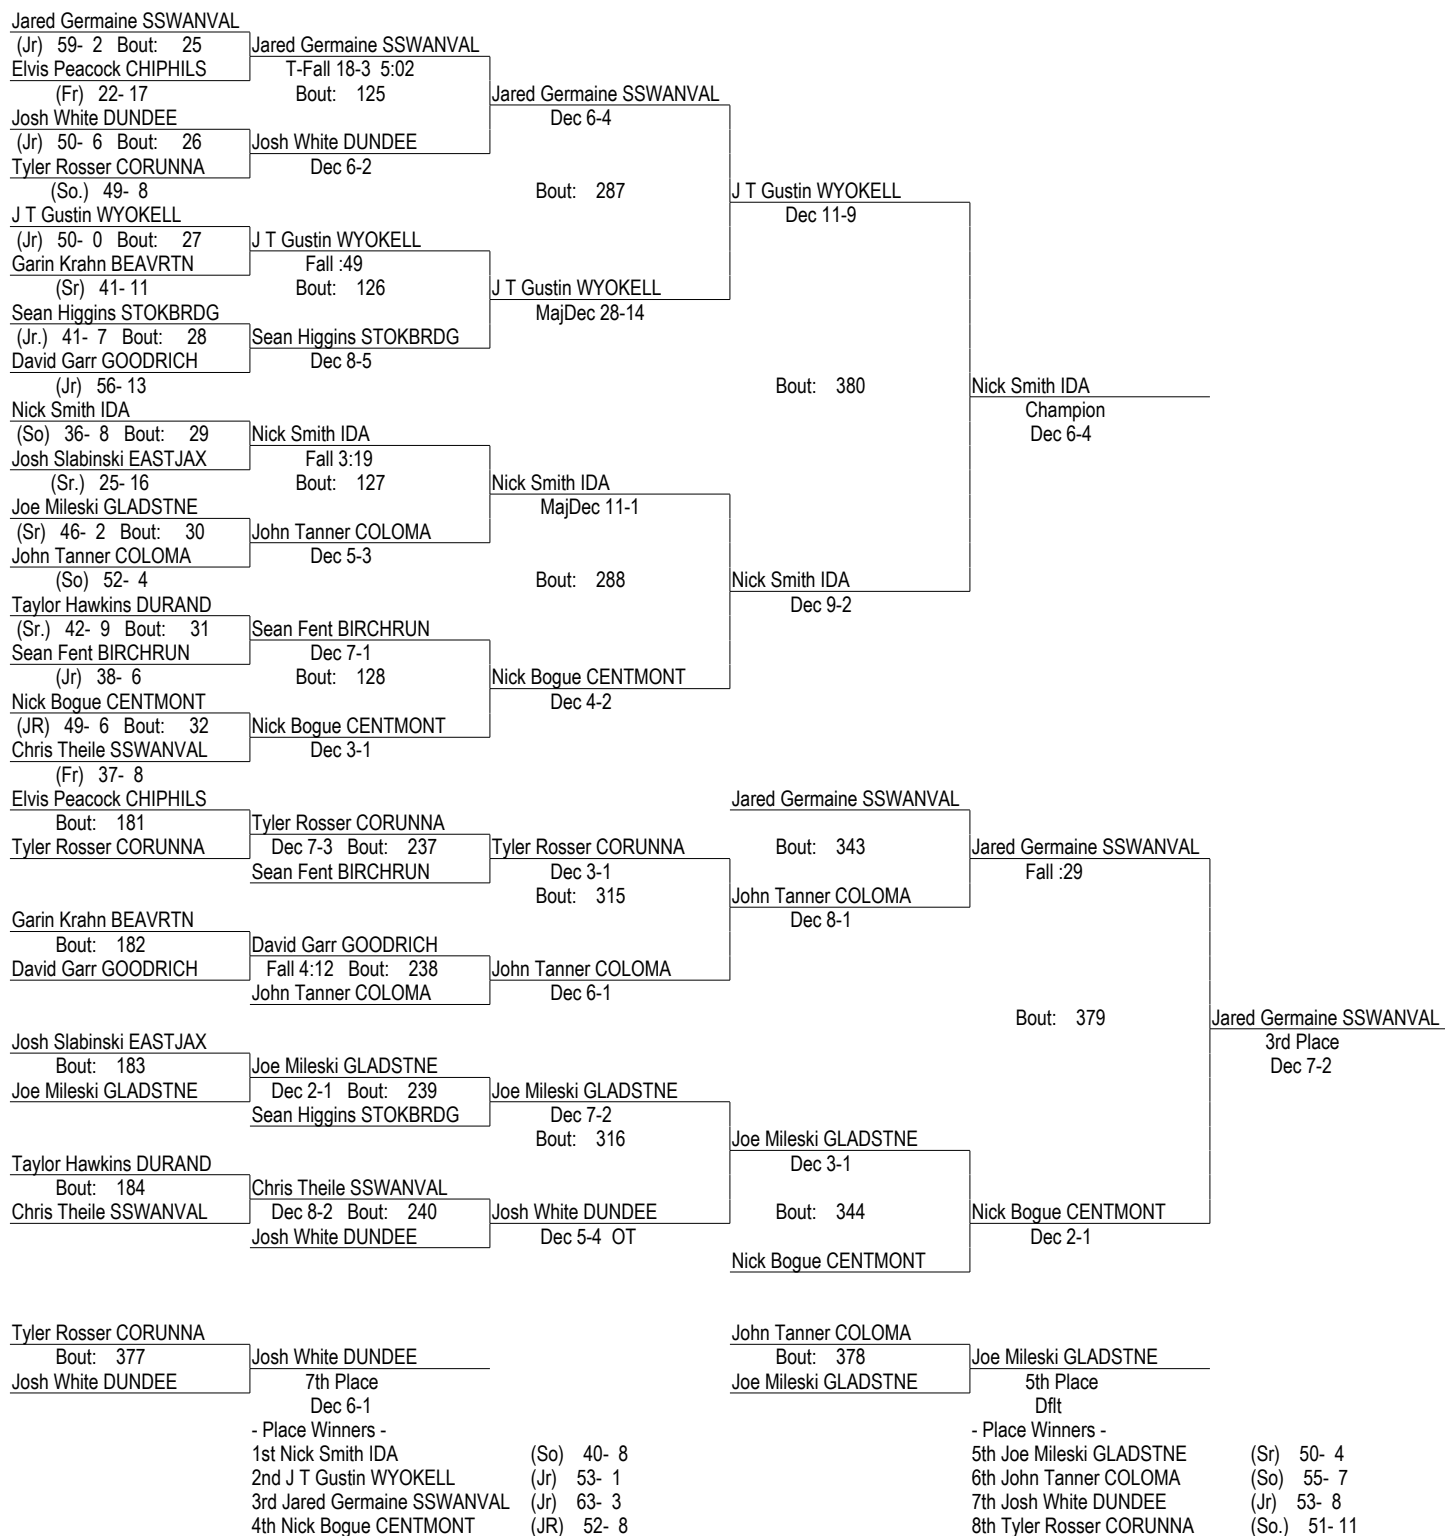 Jared Germaine SSWANVAL
(Jr) 59- 2 Bout: 25 Jared Germaine SSWANVAL
Elvis Peacock CHIPHILS T-Fall 18-3 5:02
(Fr) 22- 17 Bout: 125 Jared Germaine SSWANVAL
Josh White DUNDEE Dec 6-4
(Jr) 50- 6 Bout: 26 Josh White DUNDEE
Tyler Rosser CORUNNA Dec 6-2
(So.) 49- 8 Bout: 287 J T Gustin WYOKELL
J T Gustin WYOKELL Dec 11-9
(Jr) 50- 0 Bout: 27 J T Gustin WYOKELL
Garin Krahn BEAVRTN Fall :49
(Sr) 41- 11 Bout: 126 J T Gustin WYOKELL
Sean Higgins STOKBRDG MajDec 28-14
(Jr.) 41- 7 Bout: 28 Sean Higgins STOKBRDG
David Garr GOODRICH Dec 8-5
(Jr) 56- 13 Bout: 380 Nick Smith IDA
Nick Smith IDA Champion
(So) 36- 8 Bout: 29 Nick Smith IDA Dec 6-4
Josh Slabinski EASTJAX Fall 3:19
(Sr.) 25- 16 Bout: 127 Nick Smith IDA
Joe Mileski GLADSTNE MajDec 11-1
(Sr) 46- 2 Bout: 30 John Tanner COLOMA
John Tanner COLOMA Dec 5-3
(So) 52- 4 Bout: 288 Nick Smith IDA
Taylor Hawkins DURAND Dec 9-2
(Sr.) 42- 9 Bout: 31 Sean Fent BIRCHRUN
Sean Fent BIRCHRUN Dec 7-1
(Jr) 38- 6 Bout: 128 Nick Bogue CENTMONT
Nick Bogue CENTMONT Dec 4-2
(JR) 49- 6 Bout: 32 Nick Bogue CENTMONT
Chris Theile SSWANVAL Dec 3-1
(Fr) 37- 8
Elvis Peacock CHIPHILS Jared Germaine SSWANVAL
Bout: 181 Tyler Rosser CORUNNA
Tyler Rosser CORUNNA Dec 7-3 Bout: 237 Tyler Rosser CORUNNA Bout: 343 Jared Germaine SSWANVAL
Sean Fent BIRCHRUN Dec 3-1 Fall :29
Bout: 315 John Tanner COLOMA
Garin Krahn BEAVRTN Dec 8-1
Bout: 182 David Garr GOODRICH
David Garr GOODRICH Fall 4:12 Bout: 238 John Tanner COLOMA
John Tanner COLOMA Dec 6-1
Bout: 379 Jared Germaine SSWANVAL
Josh Slabinski EASTJAX 3rd Place
Bout: 183 Joe Mileski GLADSTNE Dec 7-2
Joe Mileski GLADSTNE Dec 2-1 Bout: 239 Joe Mileski GLADSTNE
Sean Higgins STOKBRDG Dec 7-2
Bout: 316 Joe Mileski GLADSTNE
Taylor Hawkins DURAND Dec 3-1
Bout: 184 Chris Theile SSWANVAL
Chris Theile SSWANVAL Dec 8-2 Bout: 240 Josh White DUNDEE Bout: 344 Nick Bogue CENTMONT
Josh White DUNDEE Dec 5-4 OT Dec 2-1
Nick Bogue CENTMONT
Tyler Rosser CORUNNA John Tanner COLOMA
Bout: 377 Josh White DUNDEE Bout: 378 Joe Mileski GLADSTNE
Josh White DUNDEE 7th Place Joe Mileski GLADSTNE 5th Place
Dec 6-1 Dflt
- Place Winners - - Place Winners -
1st Nick Smith IDA (So) 40- 8 5th Joe Mileski GLADSTNE (Sr) 50- 4
2nd J T Gustin WYOKELL (Jr) 53- 1 6th John Tanner COLOMA (So) 55- 7
3rd Jared Germaine SSWANVAL (Jr) 63- 3 7th Josh White DUNDEE (Jr) 53- 8
4th Nick Bogue CENTMONT (JR) 52- 8 8th Tyler Rosser CORUNNA (So.) 51- 11